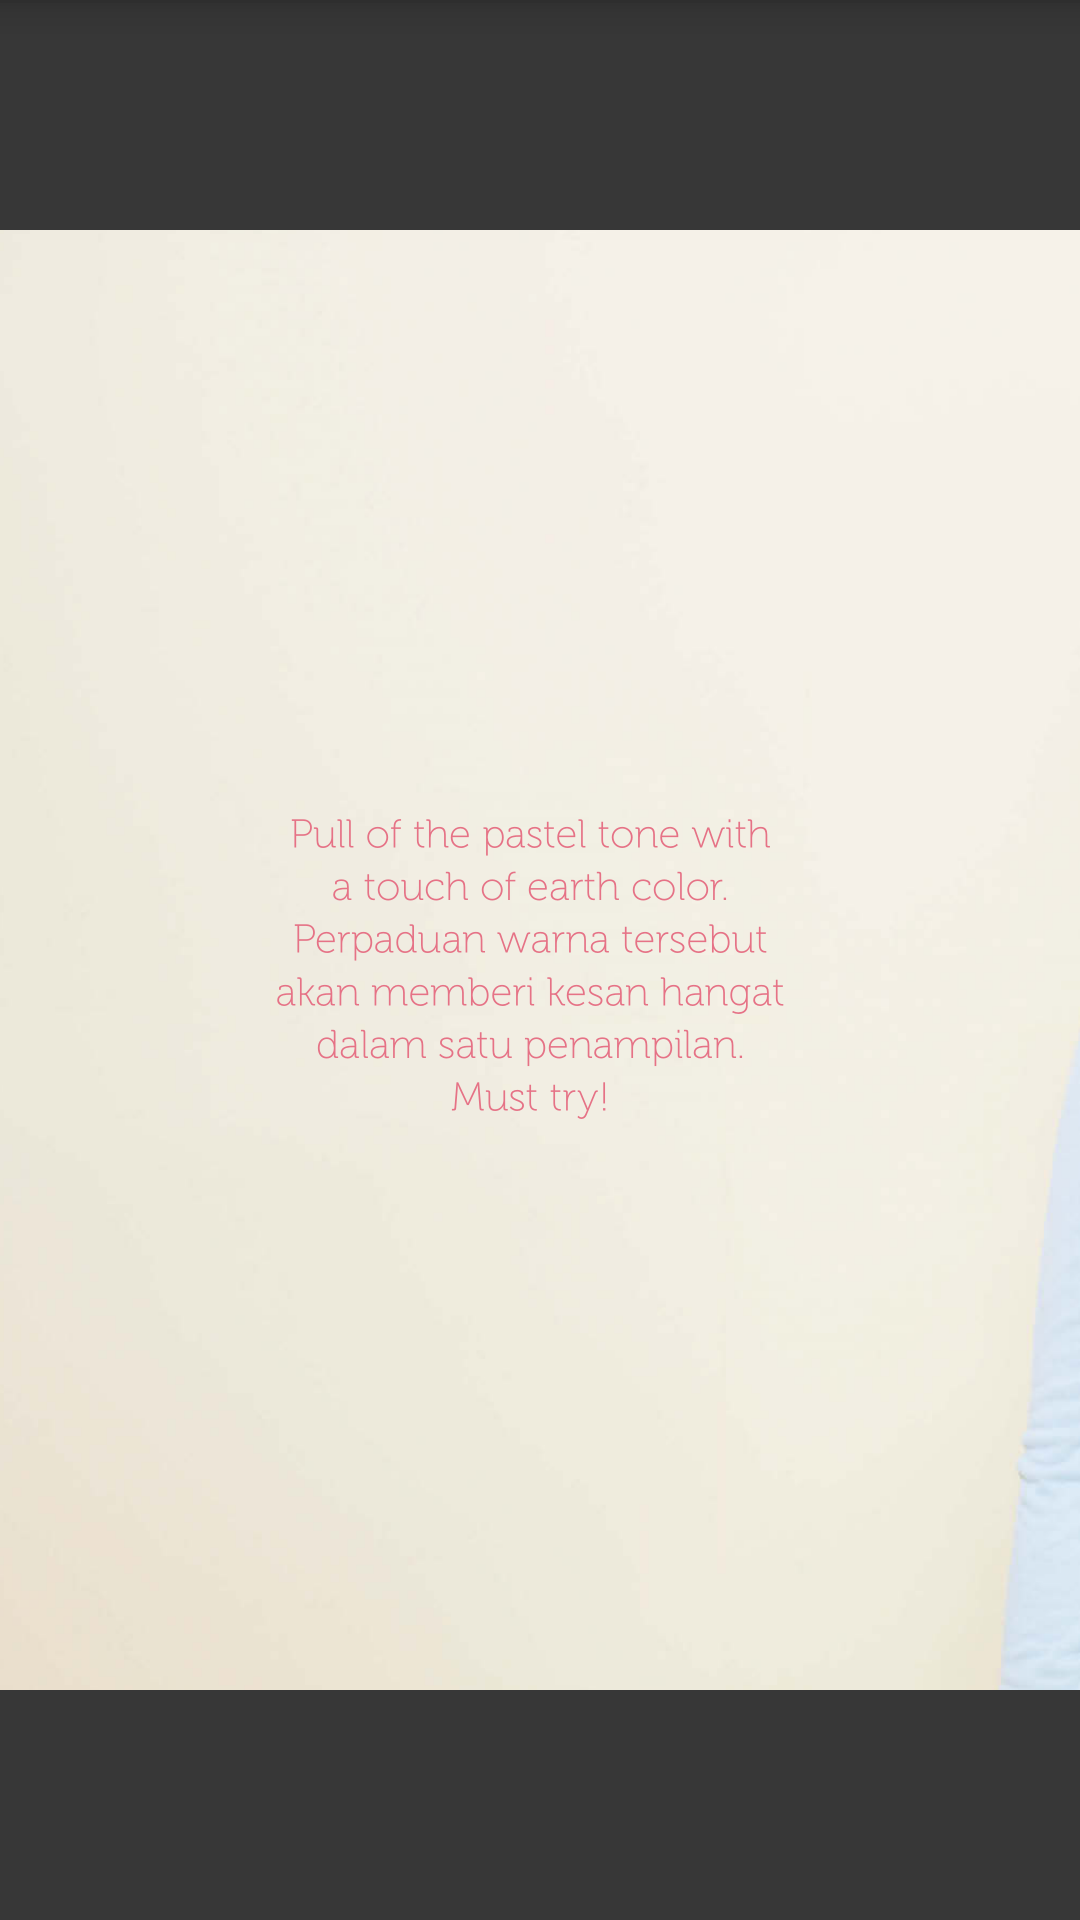 Pull of the pastel tone with
a touch of earth color.
Perpaduan warna tersebut
akan memberi kesan hangat
dalam satu penampilan.
Must try!